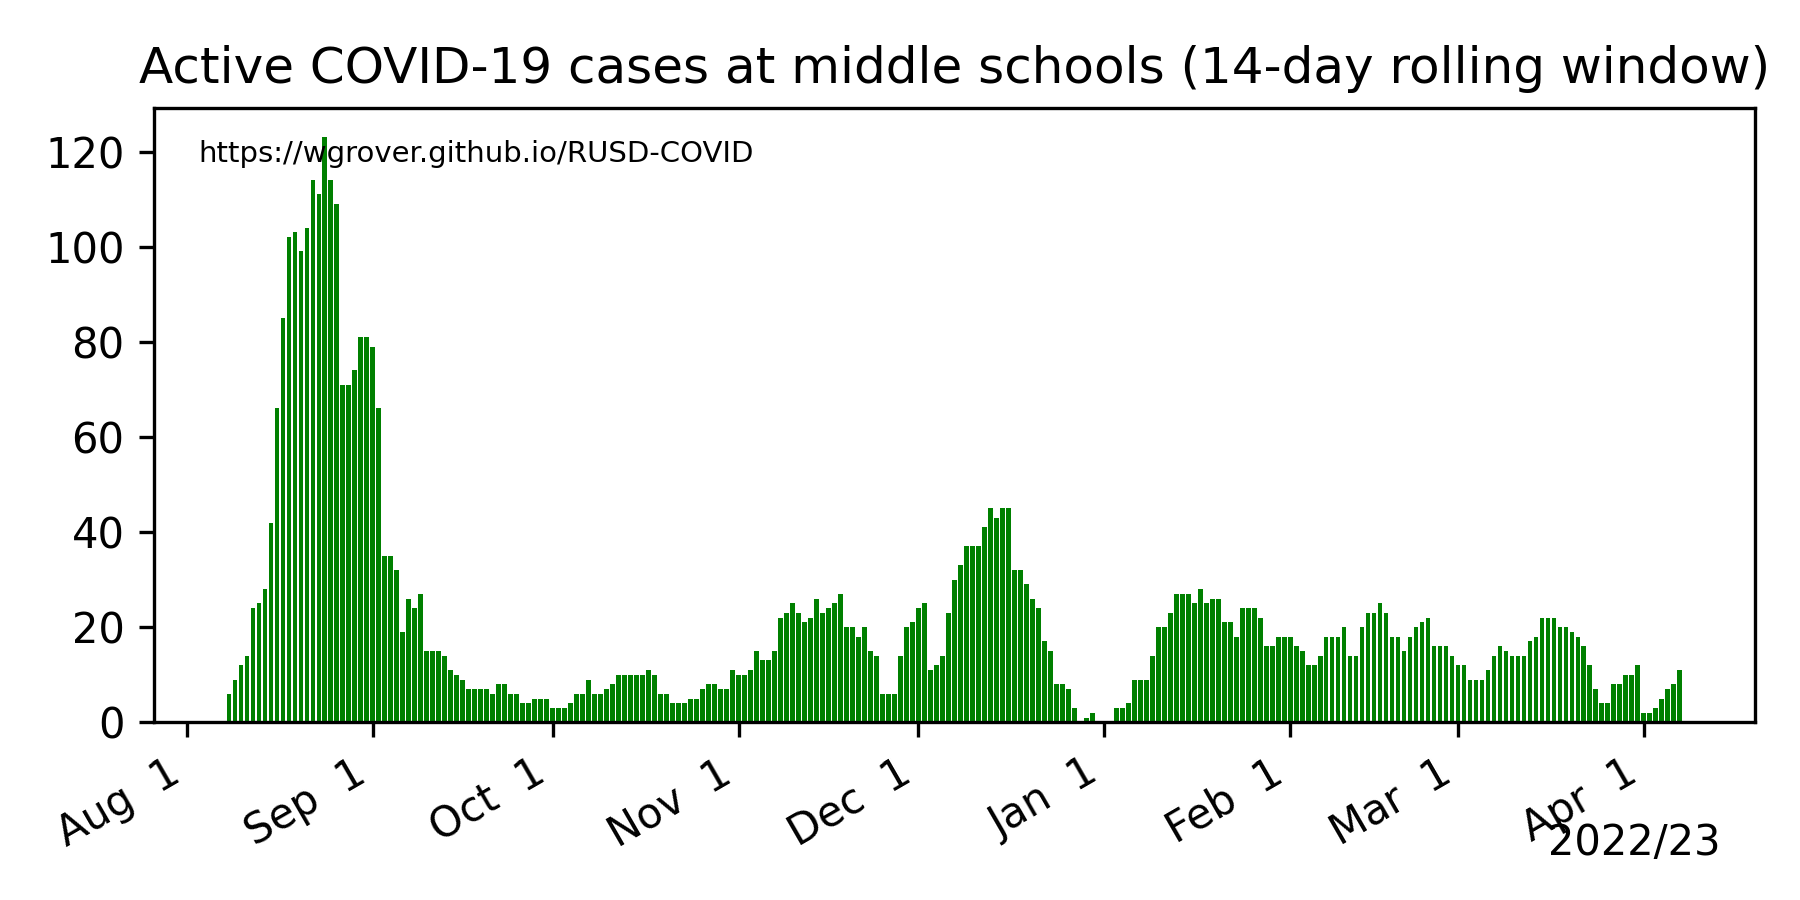 Active COVID-19 cases at middle schools (14-day rolling window)
https://wgrover.github.io/RUSD-COVID
120
100
80
60
40
20
0
Aug 1
Sep 1
Oct 1
Nov 1
Dec 1
Jan 1
Feb 1
Mar 1
Apr 1
2022/23